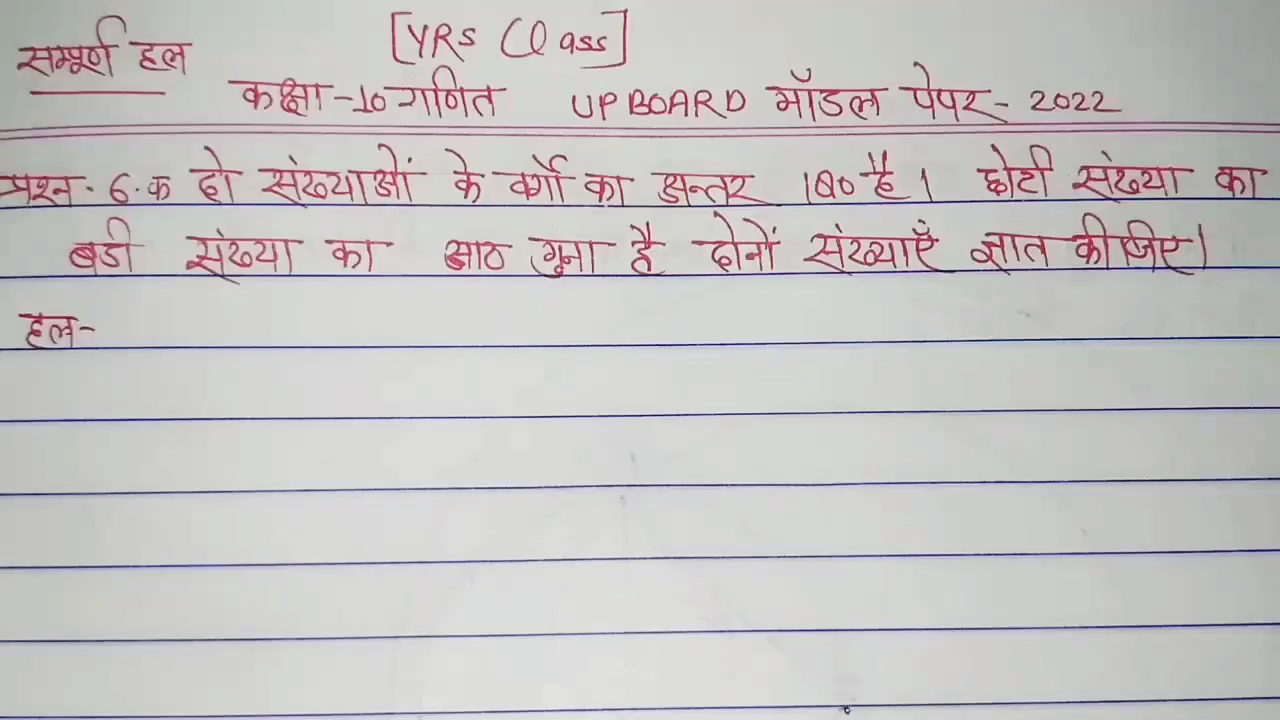 [YRS Class]
सम्पूर्ण हल
कक्षा-10 गणित UP BOARD मॉडल पेपर - 2022
प्रश्न. 6.क दो संख्याओं के वर्गों का अन्तर 180 है। छोटी संख्या का
बडी संख्या का आठ गुना है दोनों संख्याएँ ज्ञात कीजिए।
हल-